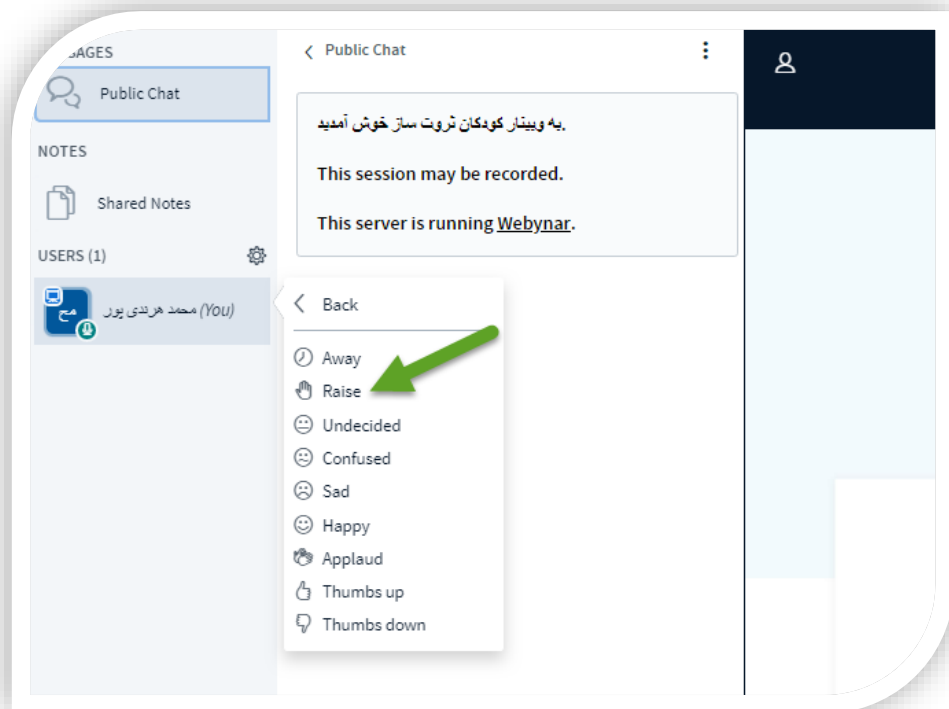 SAGES
Public Chat
NOTES
Shared Notes
USERS (1)
مح
محمد هرندی پور (You)
Public Chat
به وبینار کودکان ثروت ساز خوش آمدید.
This session may be recorded.
This server is running Webynar.
Back
Away
Raise
Undecided
Confused
Sad
Happy
Applaud
Thumbs up
Thumbs down